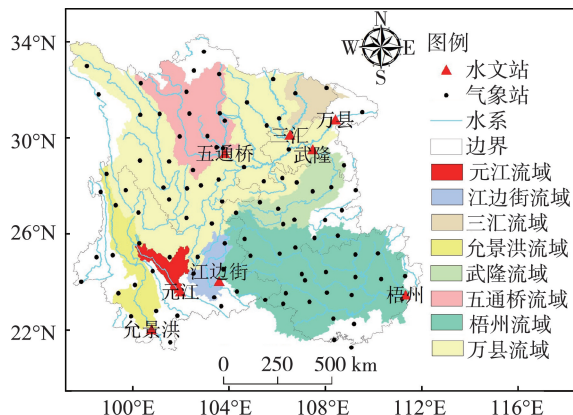 34°N
30°N
26°N
22°N
N
W E
S
图例
水文站
气象站
水系
边界
元江流域
江边街流域
三汇流域
允景洪流域
武隆流域
五通桥流域
梧州流域
万县流域
万县
三汇
武隆
五通桥
江边街
元江
梧州
允景洪
0 250 500 km
100°E 104°E 108°E 112°E 116°E